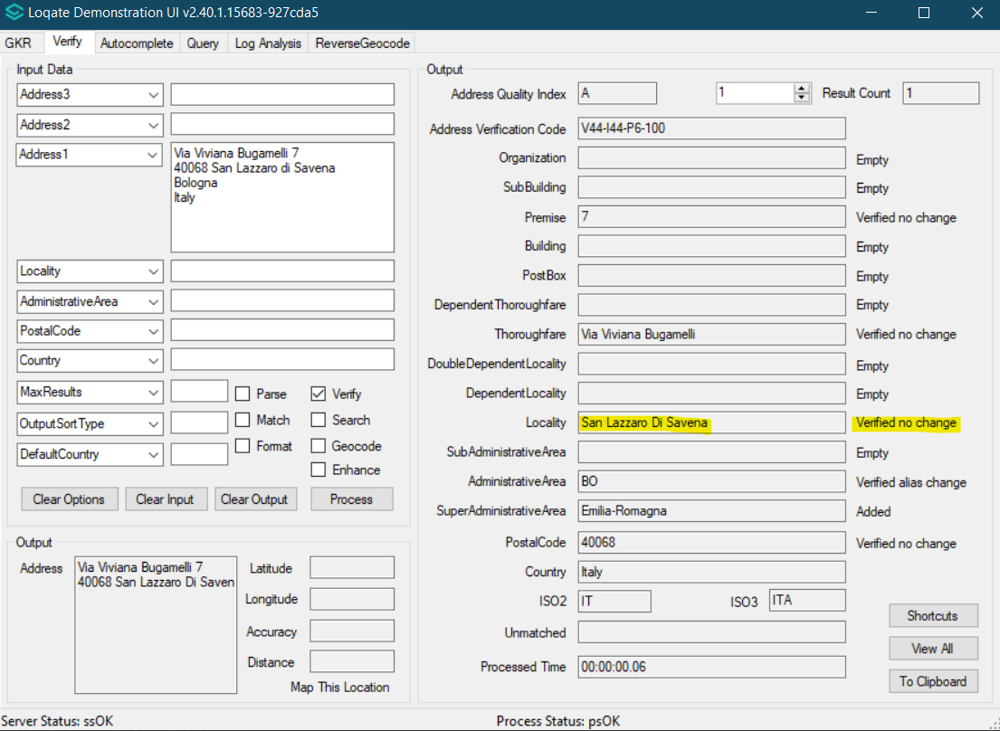 Loqate Demonstration UI v2.40.1.15683-927cda5
GKR Verify Autocomplete Query Log Analysis ReverseGeocode
Input Data
Address3
Address2
Address1
Via Viviana Bugamelli 7
40068 San Lazzaro di Savena
Bologna
Italy
Locality
AdministrativeArea
PostalCode
Country
MaxResults Parse Verify
OutputSortType Match Search
DefaultCountry Format Geocode
Enhance
Clear Options Clear Input Clear Output Process
Output
Address
Via Viviana Bugamelli 7
40068 San Lazzaro Di Saven
Latitude
Longitude
Accuracy
Distance
Map This Location
Output
Address Quality Index A 1 Result Count 1
Address Verification Code V44-I44-P6-100
Organization Empty
SubBuilding Empty
Premise 7 Verified no change
Building Empty
PostBox Empty
DependentThoroughfare Empty
Thoroughfare Via Viviana Bugamelli Verified no change
DoubleDependentLocality Empty
DependentLocality Empty
Locality San Lazzaro Di Savena Verified no change
SubAdministrativeArea Empty
AdministrativeArea BO Verified alias change
SuperAdministrativeArea Emilia-Romagna Added
PostalCode 40068 Verified no change
Country Italy
ISO2 IT ISO3 ITA
Unmatched
Processed Time 00:00:00.06
Shortcuts
View All
To Clipboard
Server Status: ssOK Process Status: psOK